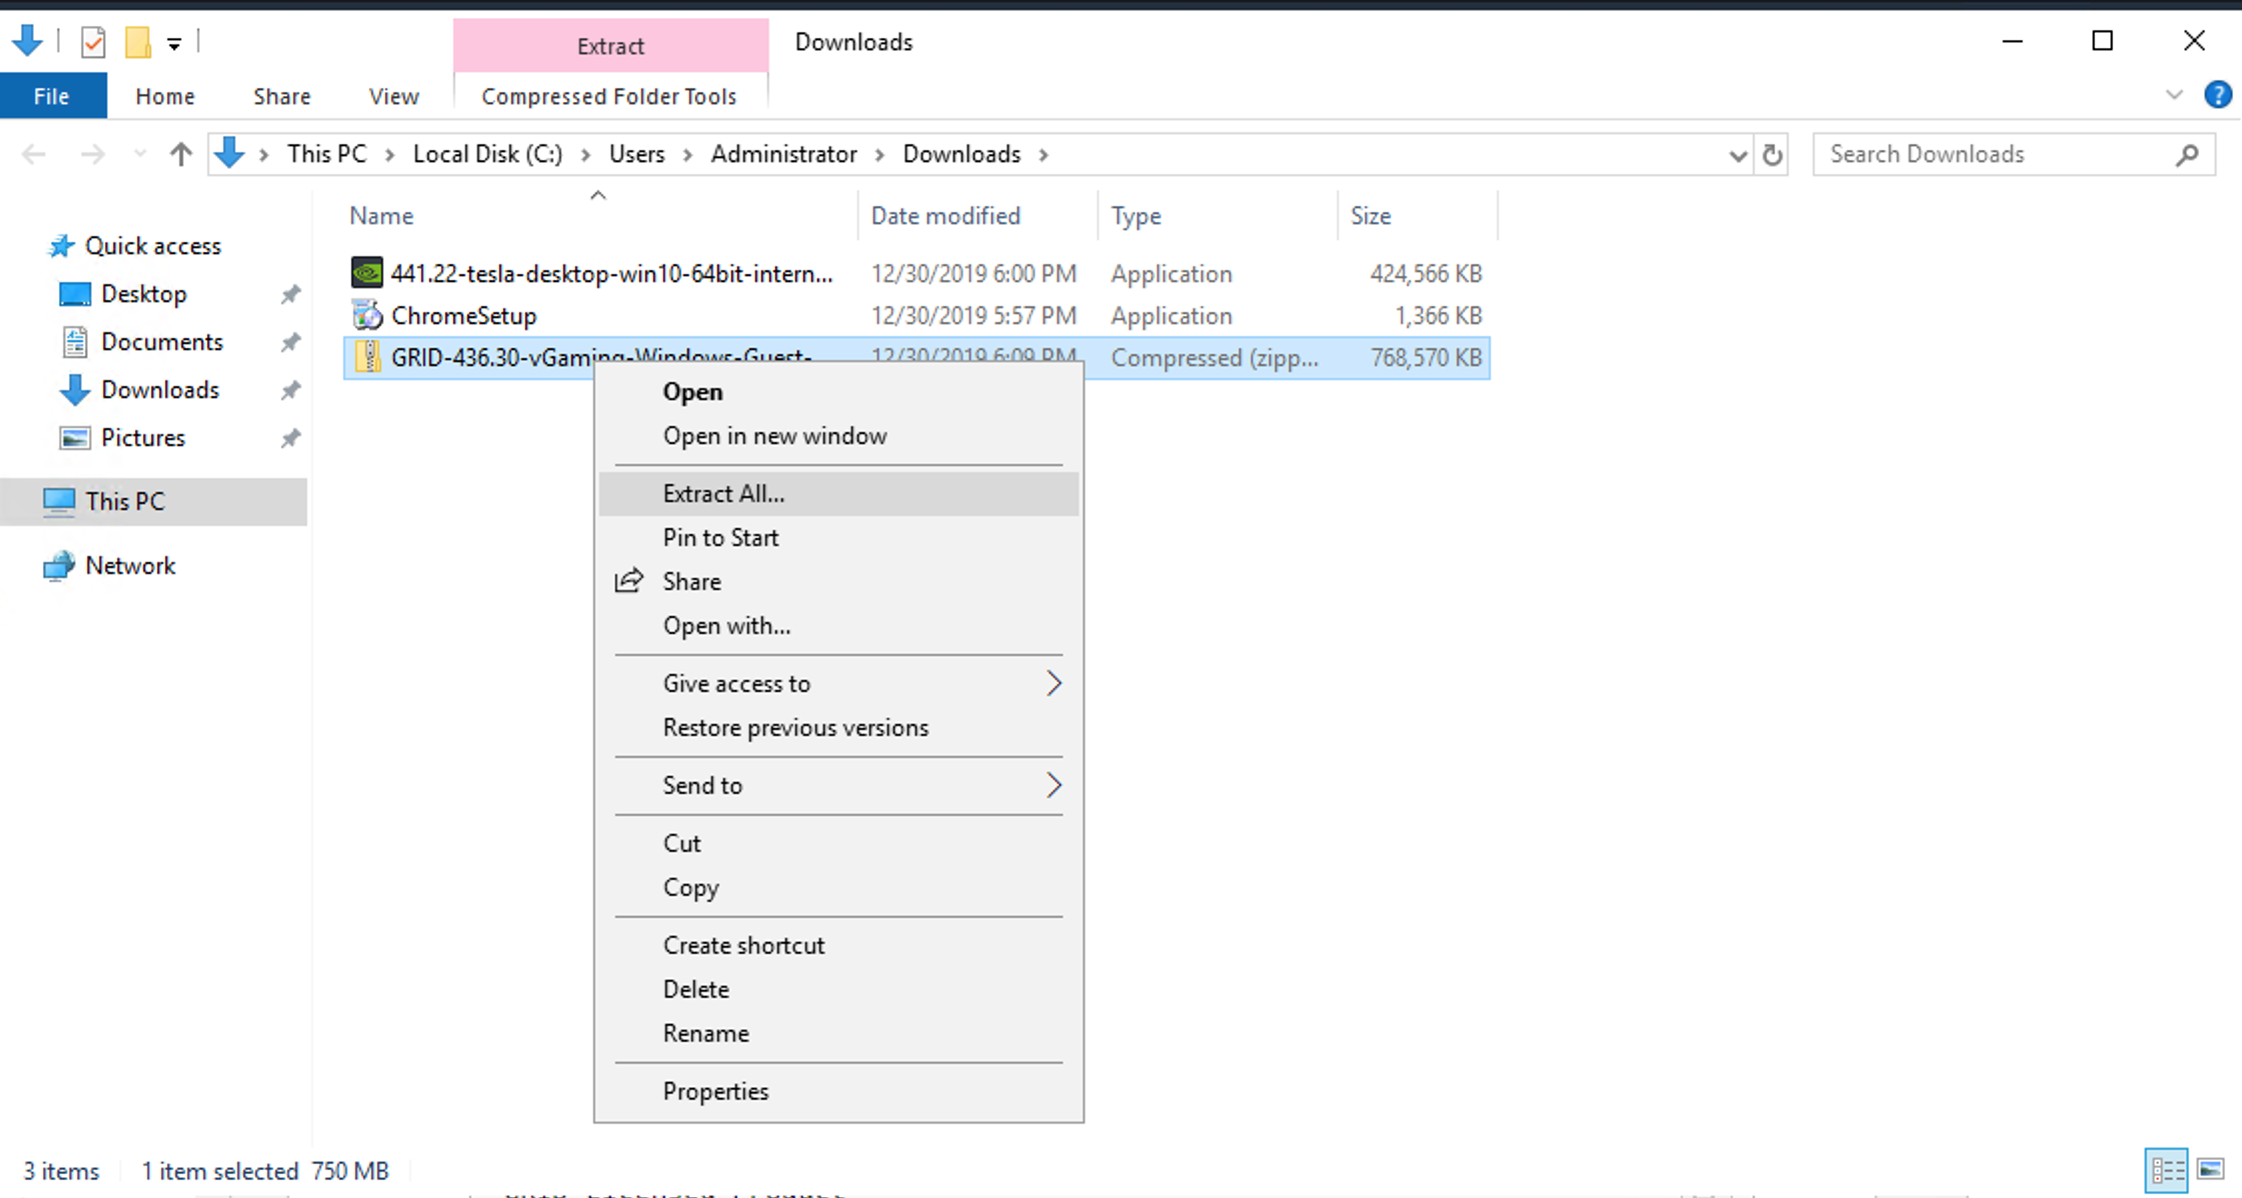 Extract
Downloads
File
Home
Share
View
Compressed Folder Tools
This PC
Local Disk (C:)
Users
Administrator
Downloads
Search Downloads
Name
Date modified
Type
Size
Quick access
Desktop
Documents
Downloads
Pictures
This PC
Network
441.22-tesla-desktop-win10-64bit-intern... 12/30/2019 6:00 PM Application 424,566 KB
ChromeSetup 12/30/2019 5:57 PM Application 1,366 KB
GRID-436.30-vGaming-Windows-Guest-... 12/30/2019 6:09 PM Compressed (zipp... 768,570 KB
Open
Open in new window
Extract All...
Pin to Start
Share
Open with...
Give access to
Restore previous versions
Send to
Cut
Copy
Create shortcut
Delete
Rename
Properties
3 items
1 item selected 750 MB